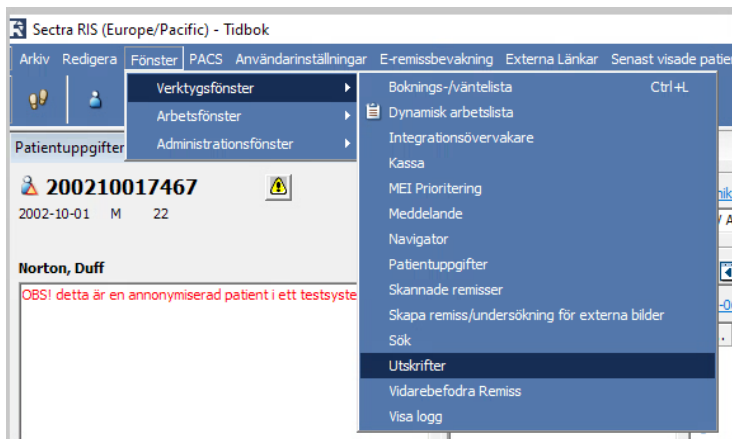 Sectra RIS (Europe/Pacific) - Tidbok
Arkiv Redigera Fönster PACS Användarinställningar E-remissbevakning Externa Länkar Senast visade
Verktygsfönster
Arbetsfönster
Administrationsfönster
Boknings-/väntelista Ctrl+L
Dynamisk arbetslista
Integrationsövervakare
Kassa
MEI Prioritering
Meddelande
Navigator
Patientuppgifter
Skannade remisser
Skapa remiss/undersökning för externa bilder
Sök
Utskrifter
Vidarebefodra Remiss
Visa logg
Patientuppgifter
200210017467
2002-10-01 M 22
Norton, Duff
OBS! detta är en annonymiserad patient i ett